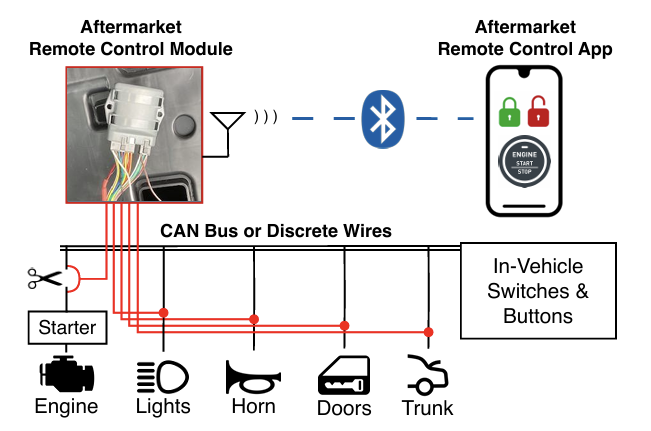 Aftermarket
Remote Control Module
Aftermarket
Remote Control App
ENGINE
START
STOP
CAN Bus or Discrete Wires
In-Vehicle
Switches &
Buttons
Starter
Engine
Lights
Horn
Doors
Trunk